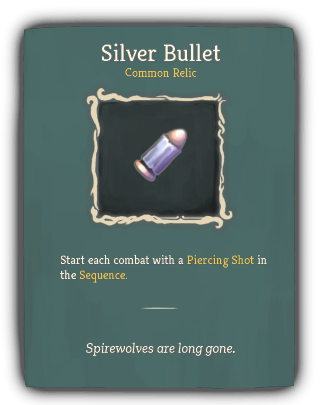 Silver Bullet
Common Relic
Start each combat with a Piercing Shot in
the Sequence.
Spirewolves are long gone.